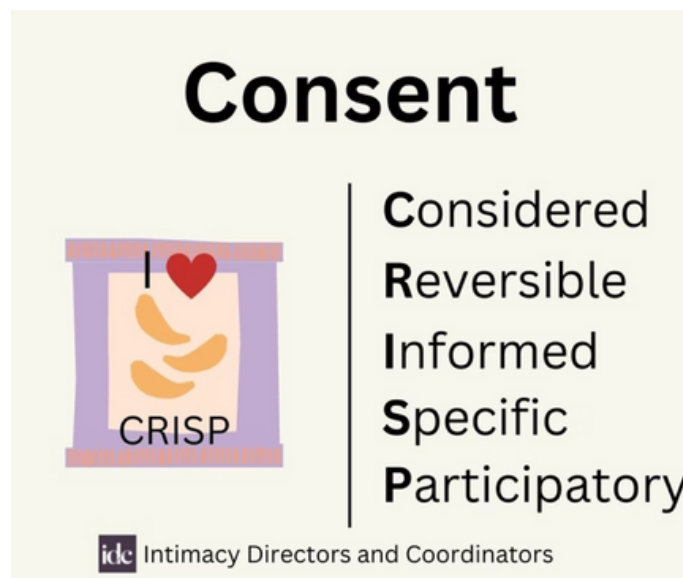 Consent
I ❤
CRISP
Considered
Reversible
Informed
Specific
Participatory
idc Intimacy Directors and Coordinators